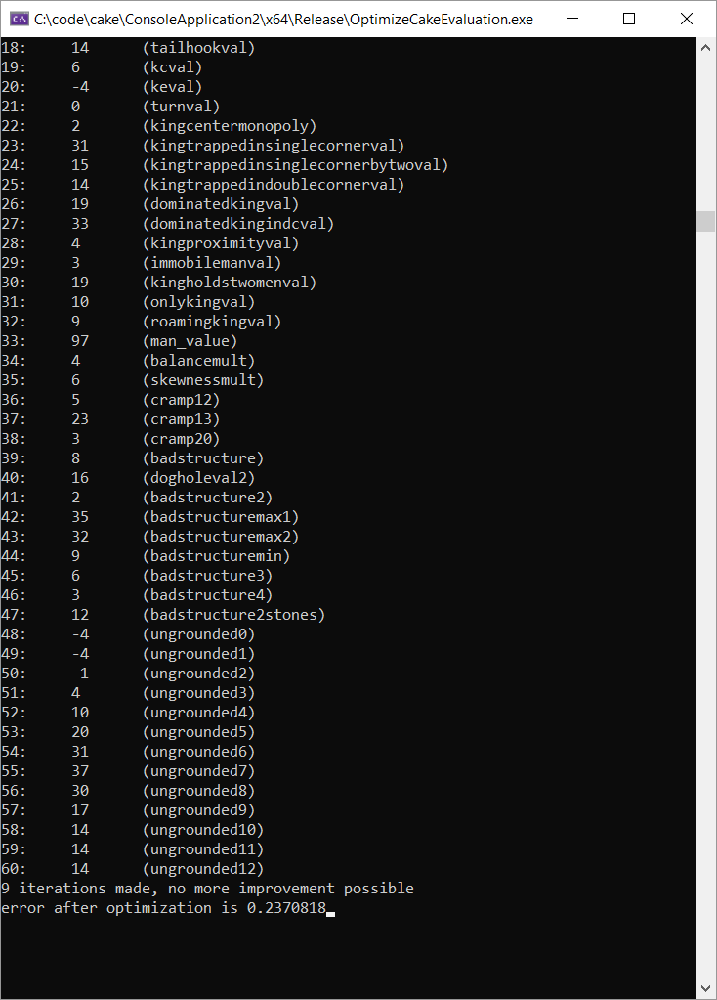 C:\code\cake\ConsoleApplication2\x64\Release\OptimizeCakeEvaluation.exe
18: 14 (tailhookval)
19: 6 (kcval)
20: -4 (keval)
21: 0 (turnval)
22: 2 (kingcentermonopoly)
23: 31 (kingtrappedinsinglecornerval)
24: 15 (kingtrappedinsinglecornerbytwoval)
25: 14 (kingtrappedindoublecornerval)
26: 19 (dominatedkingval)
27: 33 (dominatedkingindcval)
28: 4 (kingproximityval)
29: 3 (immobilemanval)
30: 19 (kingholdstwomenval)
31: 10 (onlykingval)
32: 9 (roamingkingval)
33: 97 (man_value)
34: 4 (balancemult)
35: 6 (skewnessmult)
36: 5 (cramp12)
37: 23 (cramp13)
38: 3 (cramp20)
39: 8 (badstructure)
40: 16 (dogholeval2)
41: 2 (badstructure2)
42: 35 (badstructuremax1)
43: 32 (badstructuremax2)
44: 9 (badstructuremin)
45: 6 (badstructure3)
46: 3 (badstructure4)
47: 12 (badstructure2stones)
48: -4 (ungrounded0)
49: -4 (ungrounded1)
50: -1 (ungrounded2)
51: 4 (ungrounded3)
52: 10 (ungrounded4)
53: 20 (ungrounded5)
54: 31 (ungrounded6)
55: 37 (ungrounded7)
56: 30 (ungrounded8)
57: 17 (ungrounded9)
58: 14 (ungrounded10)
59: 14 (ungrounded11)
60: 14 (ungrounded12)
9 iterations made, no more improvement possible
error after optimization is 0.2370818